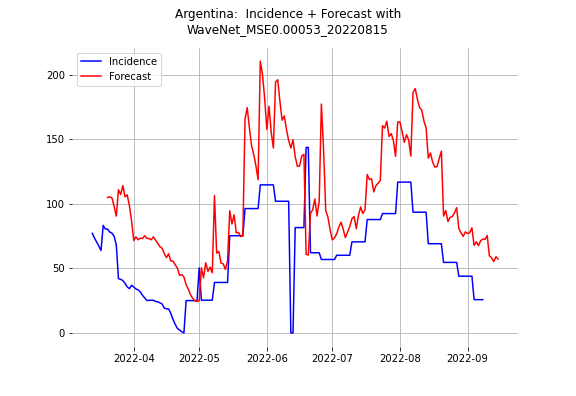 Argentina:  Incidence + Forecast with
WaveNet_MSE0.00053_20220815
Incidence
Forecast
200
150
100
50
0
2022-04
2022-05
2022-06
2022-07
2022-08
2022-09